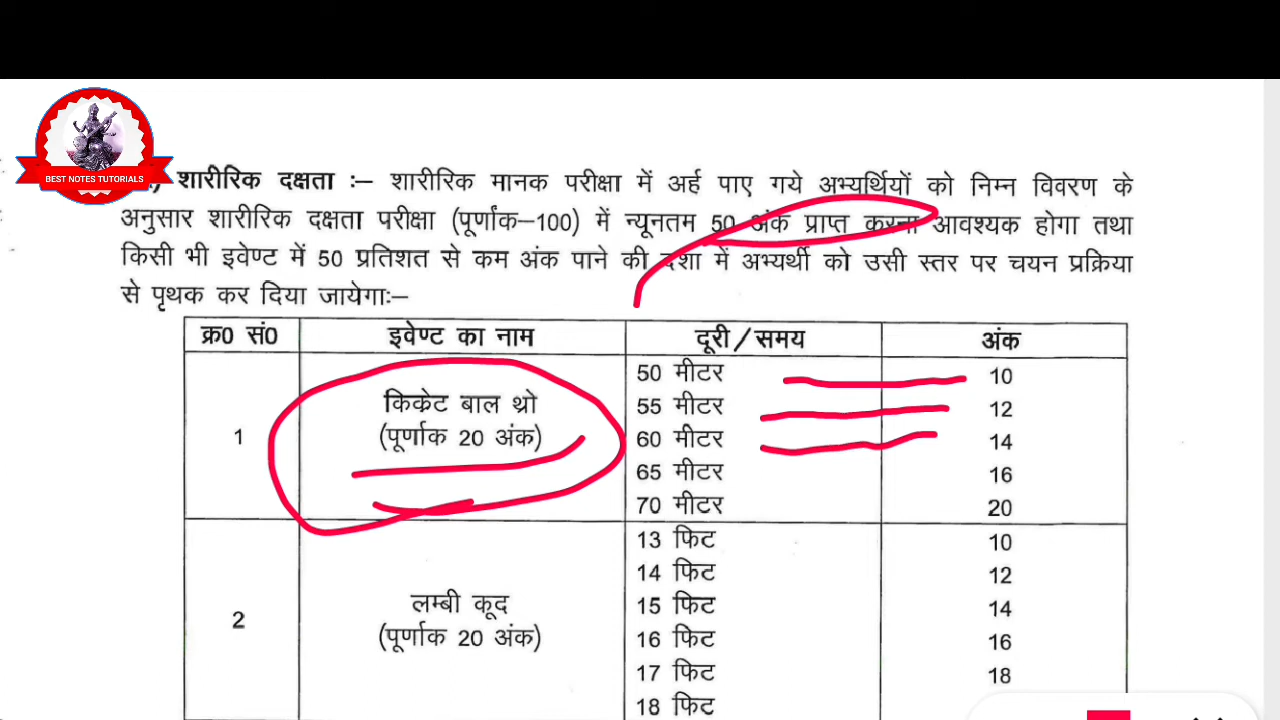 BEST NOTES TUTORIALS
शारीरिक दक्षता :— शारीरिक मानक परीक्षा में अर्ह पाए गये अभ्यर्थियों को निम्न विवरण के
अनुसार शारीरिक दक्षता परीक्षा (पूर्णांक—100) में न्यूनतम 50 अंक प्राप्त करना आवश्यक होगा तथा
किसी भी इवेण्ट में 50 प्रतिशत से कम अंक पाने की दशा में अभ्यर्थी को उसी स्तर पर चयन प्रक्रिया
से पृथक कर दिया जायेगाः—
क्र0 सं0 इवेण्ट का नाम दूरी/समय अंक
1 किकेट बाल थ्रो (पूर्णाक 20 अंक)
50 मीटर 10
55 मीटर 12
60 मीटर 14
65 मीटर 16
70 मीटर 20
2 लम्बी कूद (पूर्णाक 20 अंक)
13 फिट 10
14 फिट 12
15 फिट 14
16 फिट 16
17 फिट 18
18 फिट